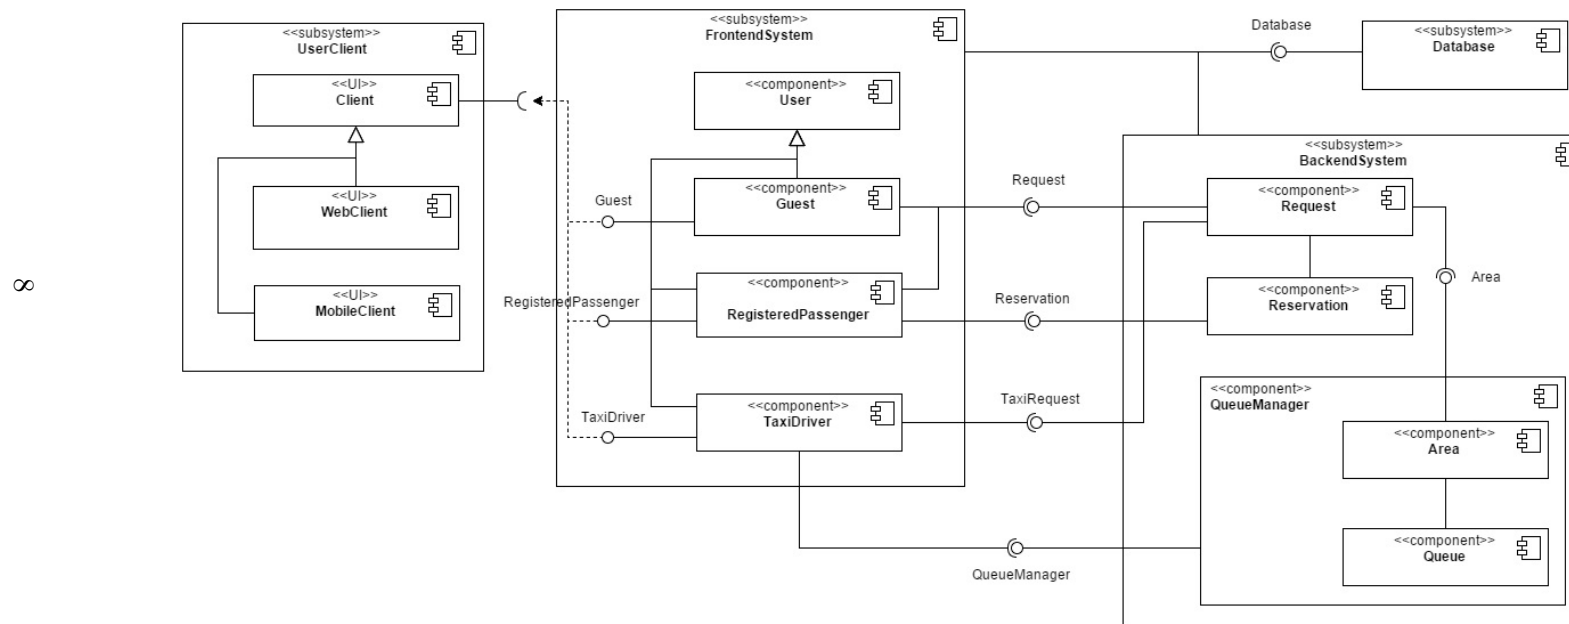 ∞
<<subsystem>>
UserClient
<<UI>>
Client
<<UI>>
WebClient
<<UI>>
MobileClient
<<subsystem>>
FrontendSystem
<<component>>
User
<<component>>
Guest
<<component>>
RegisteredPassenger
<<component>>
TaxiDriver
Guest
RegisteredPassenger
TaxiDriver
Database
Request
Reservation
TaxiRequest
QueueManager
<<subsystem>>
Database
<<subsystem>>
BackendSystem
<<component>>
Request
<<component>>
Reservation
Area
<<component>>
QueueManager
<<component>>
Area
<<component>>
Queue